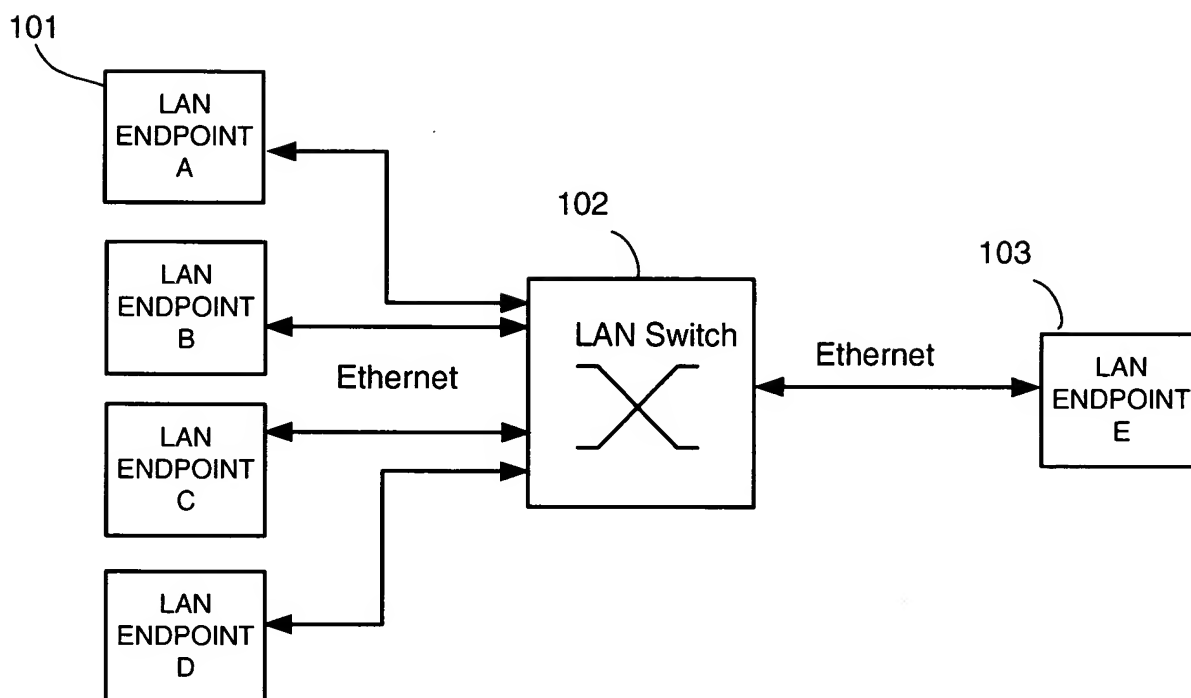 101
LAN
ENDPOINT
A
LAN
ENDPOINT
B
LAN
ENDPOINT
C
LAN
ENDPOINT
D
Ethernet
102
LAN Switch
Ethernet
103
LAN
ENDPOINT
E